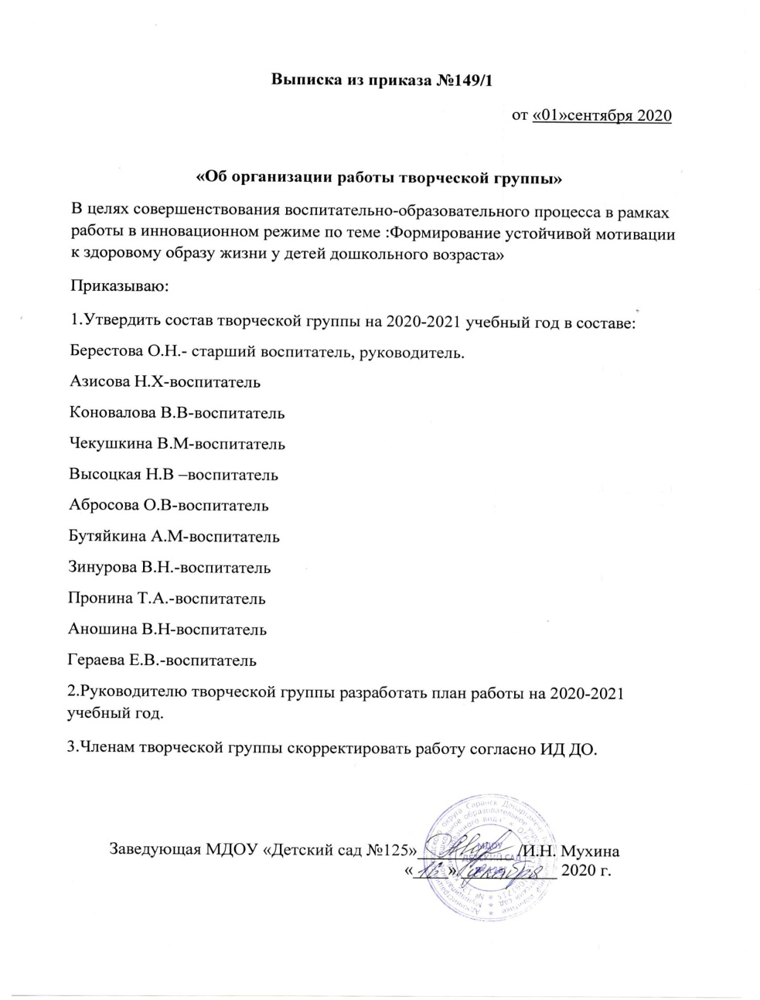 Выписка из приказа №149/1
от «01»сентября 2020
«Об организации работы творческой группы»
В целях совершенствования воспитательно-образовательного процесса в рамках
работы в инновационном режиме по теме :Формирование устойчивой мотивации
к здоровому образу жизни у детей дошкольного возраста»
Приказываю:
1.Утвердить состав творческой группы на 2020-2021 учебный год в составе:
Берестова О.Н.- старший воспитатель, руководитель.
Азисова Н.Х-воспитатель
Коновалова В.В-воспитатель
Чекушкина В.М-воспитатель
Высоцкая Н.В –воспитатель
Абросова О.В-воспитатель
Бутяйкина А.М-воспитатель
Зинурова В.Н.-воспитатель
Пронина Т.А.-воспитатель
Аношина В.Н-воспитатель
Гераева Е.В.-воспитатель
2.Руководителю творческой группы разработать план работы на 2020-2021
учебный год.
3.Членам творческой группы скорректировать работу согласно ИД ДО.
Заведующая МДОУ «Детский сад №125» /И.Н. Мухина
«16» декабря 2020 г.
МДОУ
ДЕТСКИЙ САД